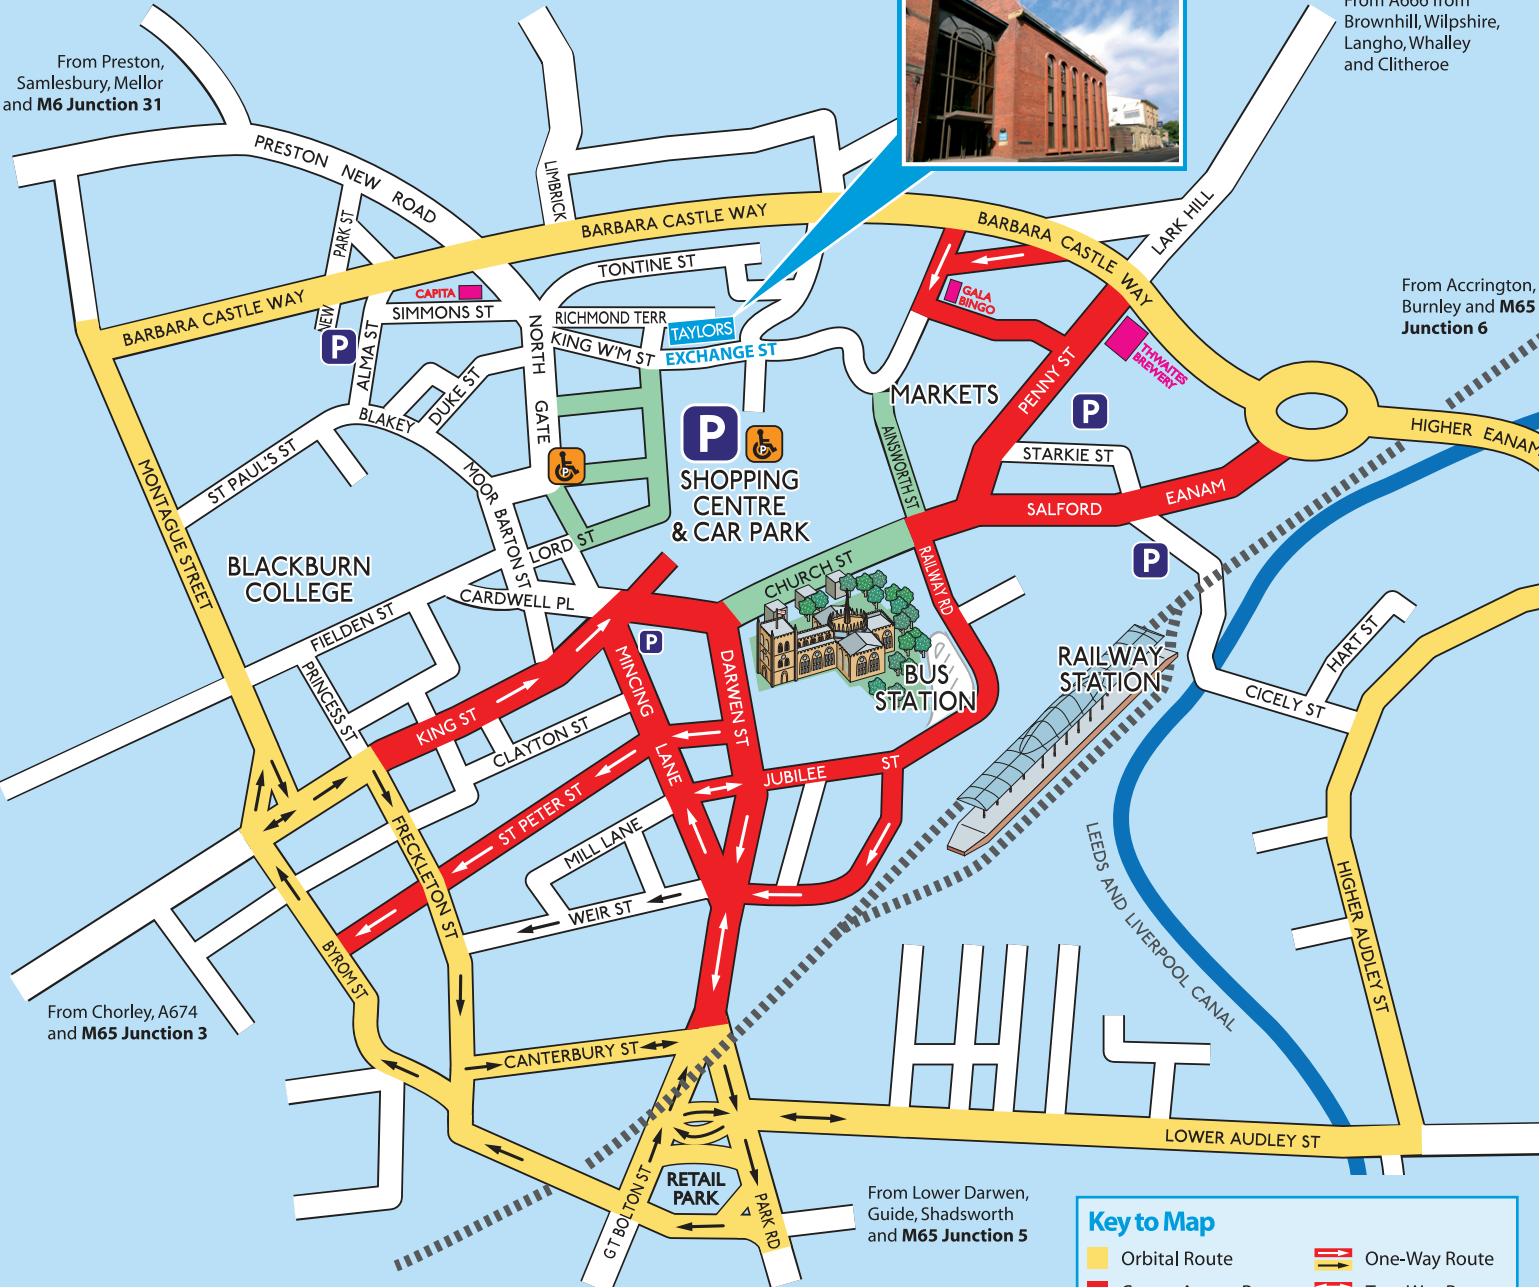 From A666 from
Brownhill, Wilpshire,
Langho, Whalley
and Clitheroe
From Preston,
Samlesbury, Mellor
and M6 Junction 31
PRESTON NEW ROAD
LIMBRICK
BARBARA CASTLE WAY
BARBARA CASTLE WAY
LARK HILL
NEW PARK ST
TONTINE ST
From Accrington,
Burnley and M65
Junction 6
CAPITA
GALA
BINGO
BARBARA CASTLE WAY
SIMMONS ST
RICHMOND TERR
TAYLORS
P
ALMA ST
NORTH GATE
KING W'M ST
EXCHANGE ST
THWAITES
BREWERY
PENNY ST
DUKE ST
MARKETS
BLAKEY MOOR
P
P
P
HIGHER EANAM
ST PAUL'S ST
AINSWORTH ST
STARKIE ST
SHOPPING
CENTRE
& CAR PARK
SALFORD
EANAM
MONTAGUE STREET
BARTON ST
LORD ST
P
BLACKBURN
COLLEGE
CHURCH ST
RAILWAY RD
CARDWELL PL
FIELDEN ST
P
HART ST
PRINCESS ST
MINCING LANE
DARWEN ST
BUS
STATION
RAILWAY
STATION
CICELY ST
KING ST
CLAYTON ST
JUBILEE ST
ST PETER ST
MILL LANE
FRECKLETON ST
LEEDS AND LIVERPOOL CANAL
WEIR ST
HIGHER AUDLEY ST
BYROM ST
From Chorley, A674
and M65 Junction 3
CANTERBURY ST
LOWER AUDLEY ST
RETAIL
PARK
GT BOLTON ST
PARK RD
From Lower Darwen,
Guide, Shadsworth
and M65 Junction 5
Key to Map
Orbital Route
One-Way Route